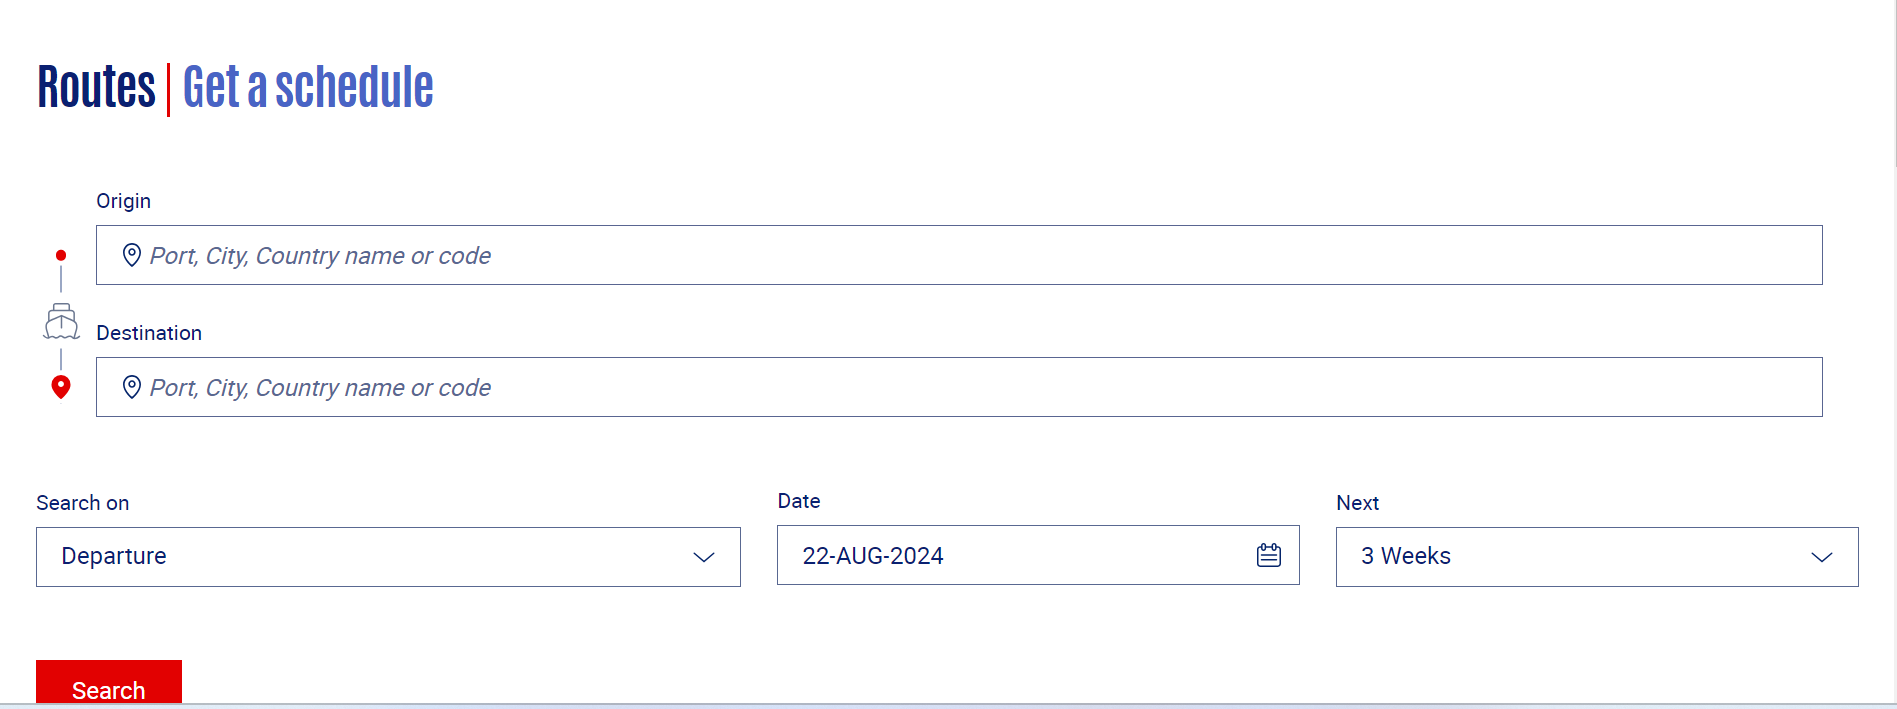 Routes | Get a schedule
Origin
Port, City, Country name or code
Destination
Port, City, Country name or code
Search on
Date
Next
Departure
22-AUG-2024
3 Weeks
Search